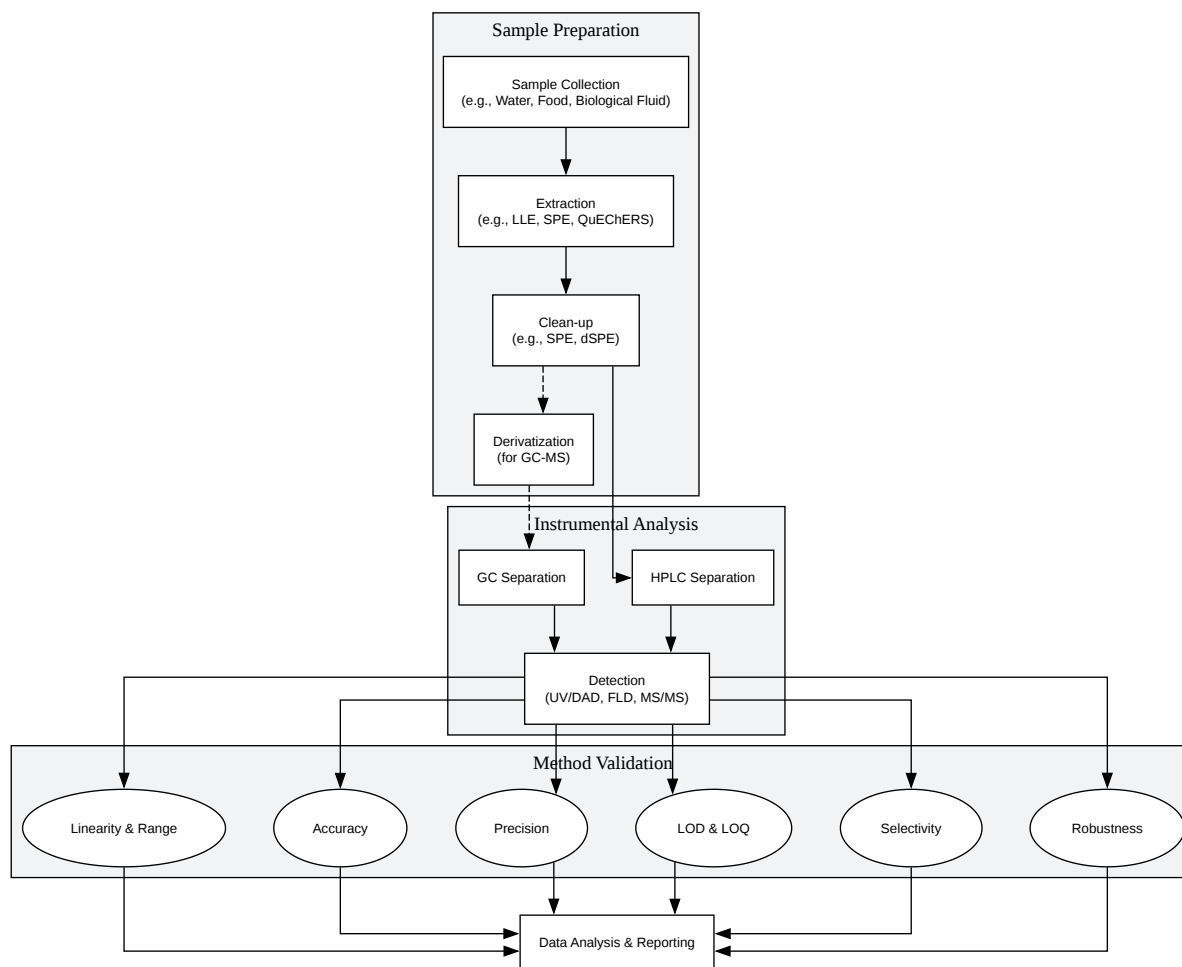 Sample Preparation
Sample Collection
(e.g., Water, Food, Biological Fluid)
Extraction
(e.g., LLE, SPE, QuEChERS)
Clean-up
(e.g., SPE, dSPE)
Derivatization
(for GC-MS)
Instrumental Analysis
GC Separation
HPLC Separation
Detection
(UV/DAD, FLD, MS/MS)
Method Validation
Linearity & Range
Accuracy
Precision
LOD & LOQ
Selectivity
Robustness
Data Analysis & Reporting